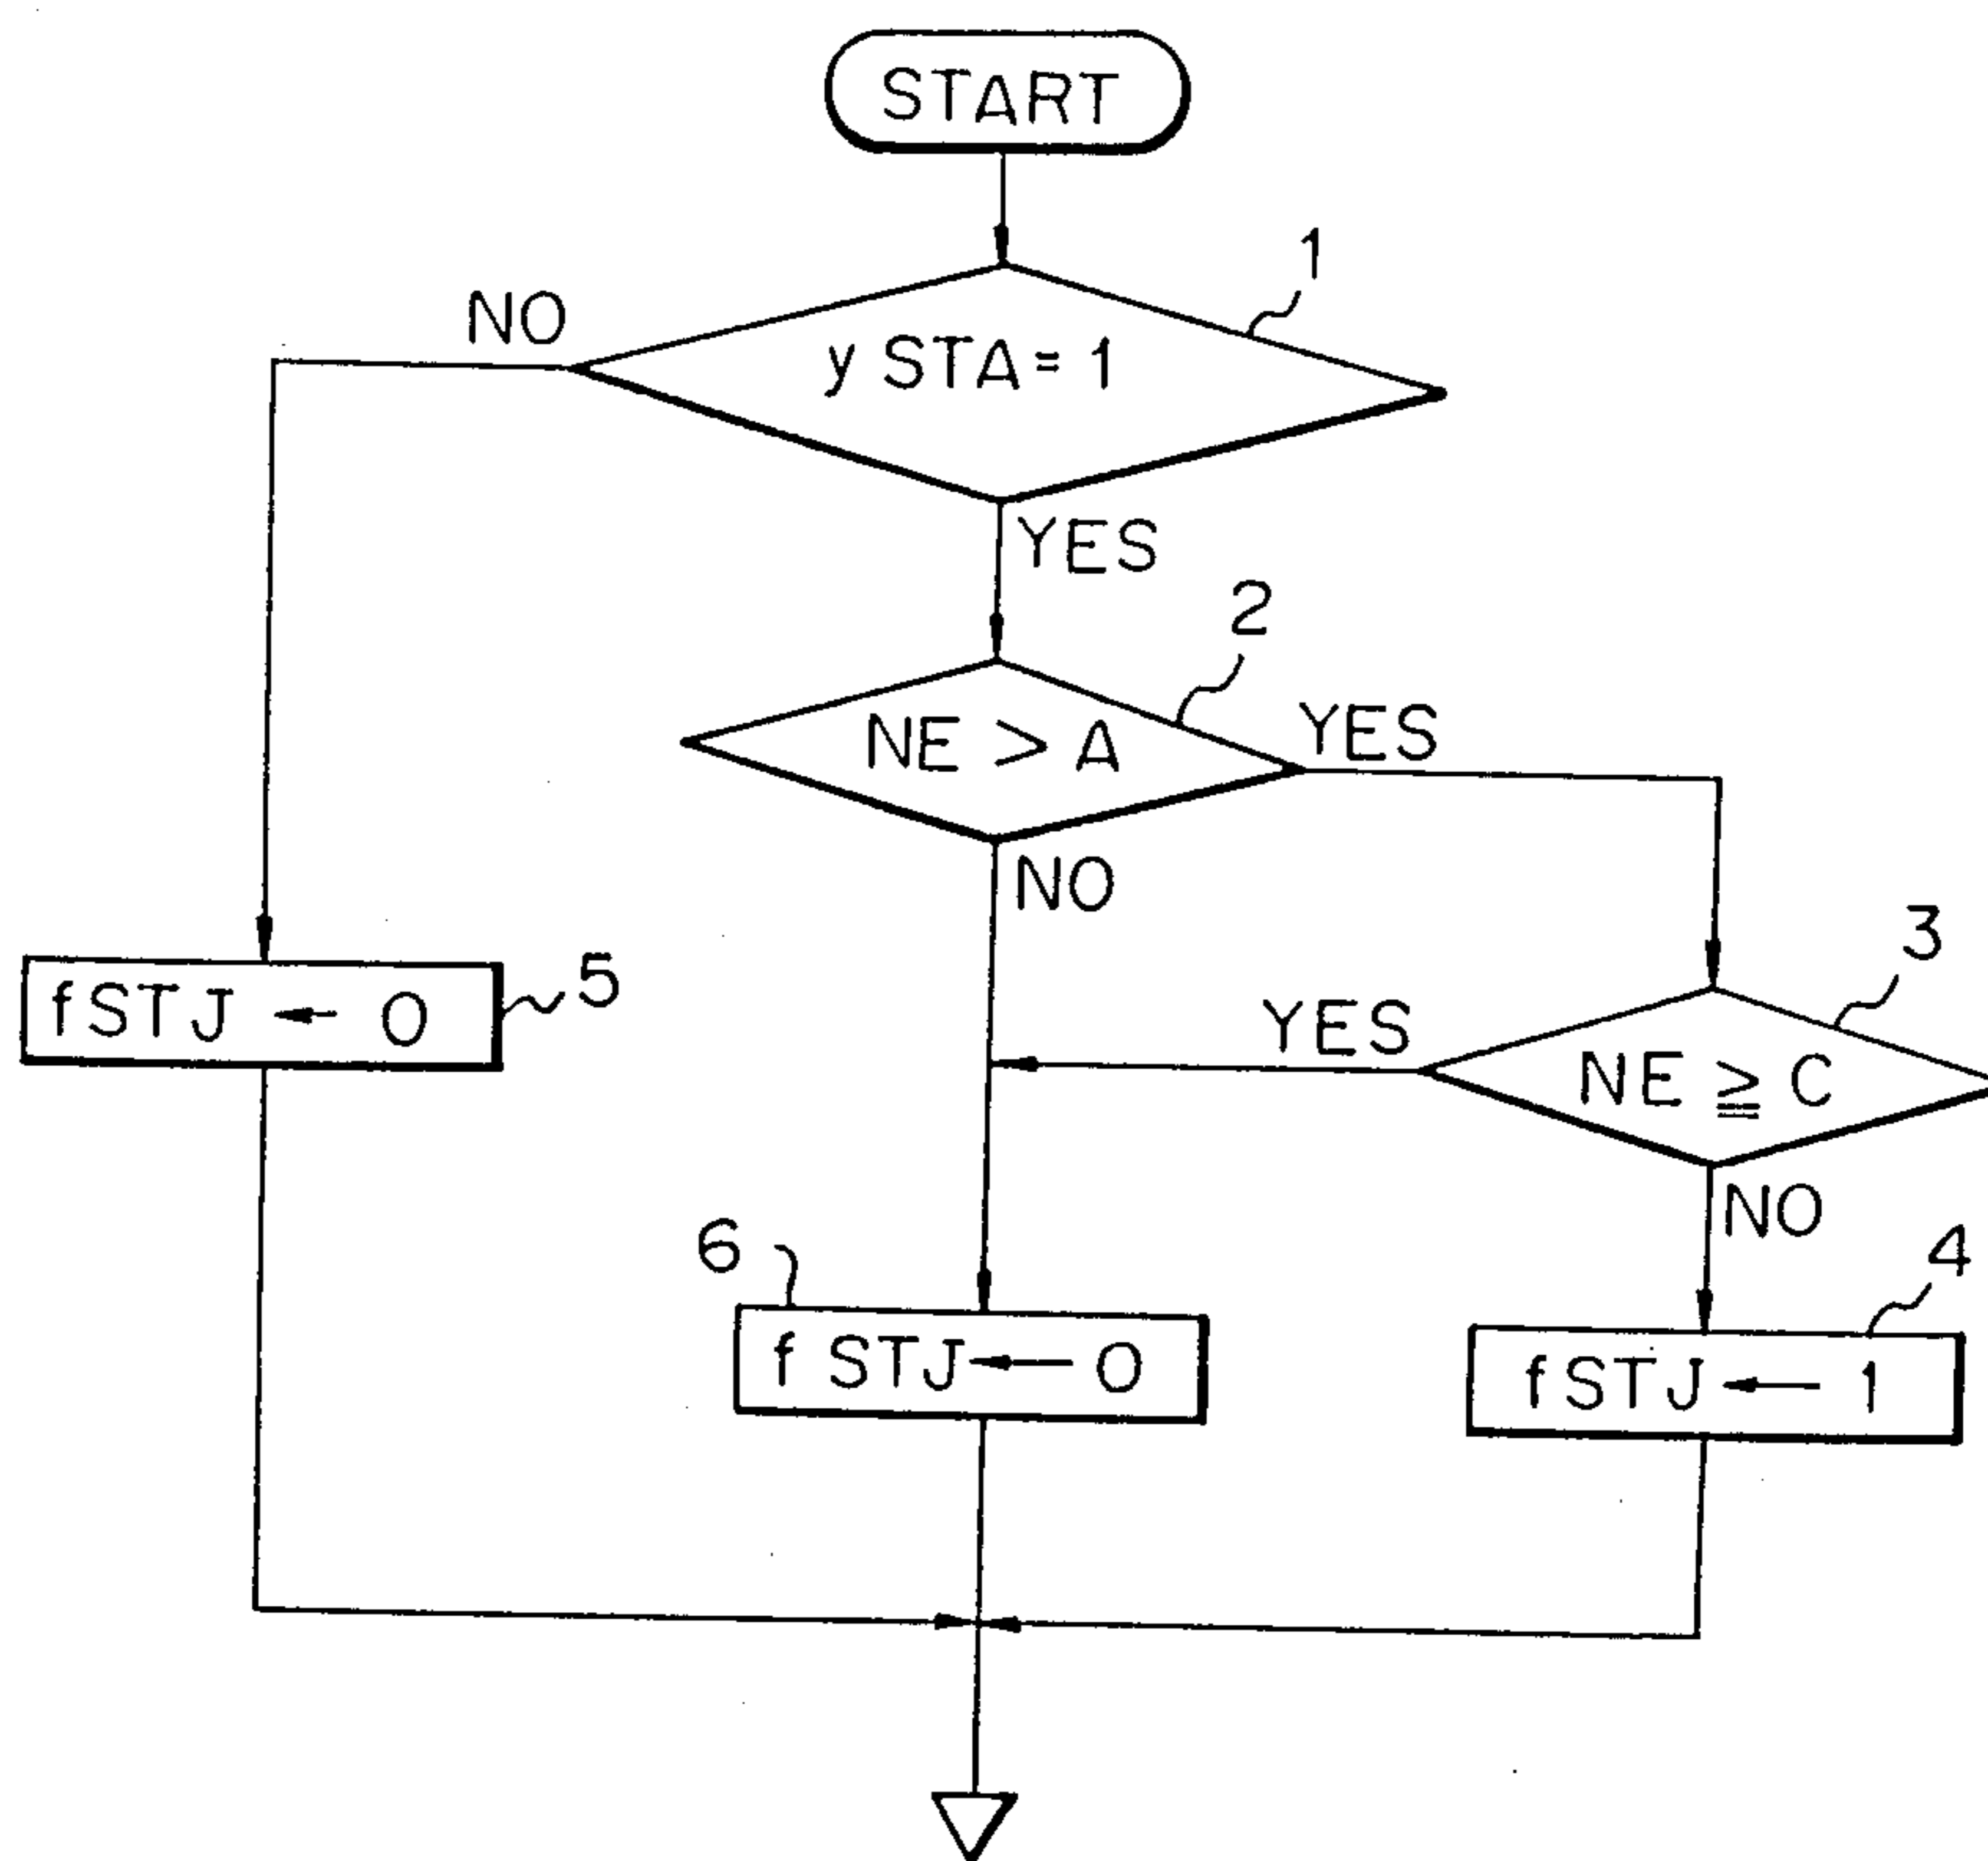 START
1
NO
y STA = 1
YES
2
NE > A
YES
NO
3
5
fSTJ ← 0
YES
NE ≧ C
NO
6
4
f STJ ← 0
fSTJ ← 1